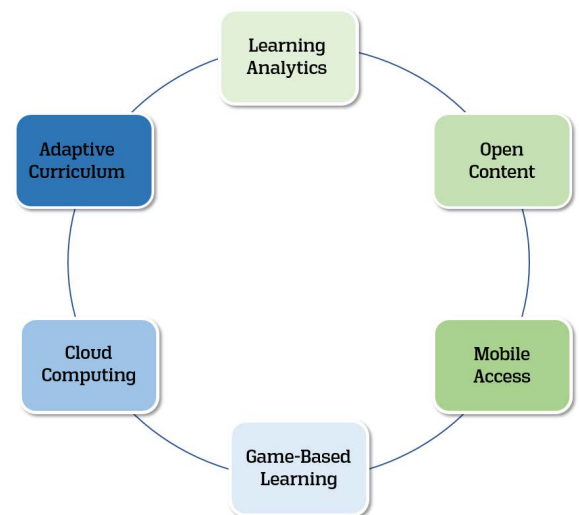 Learning
Analytics
Open
Content
Mobile
Access
Game-Based
Learning
Cloud
Computing
Adaptive
Curriculum